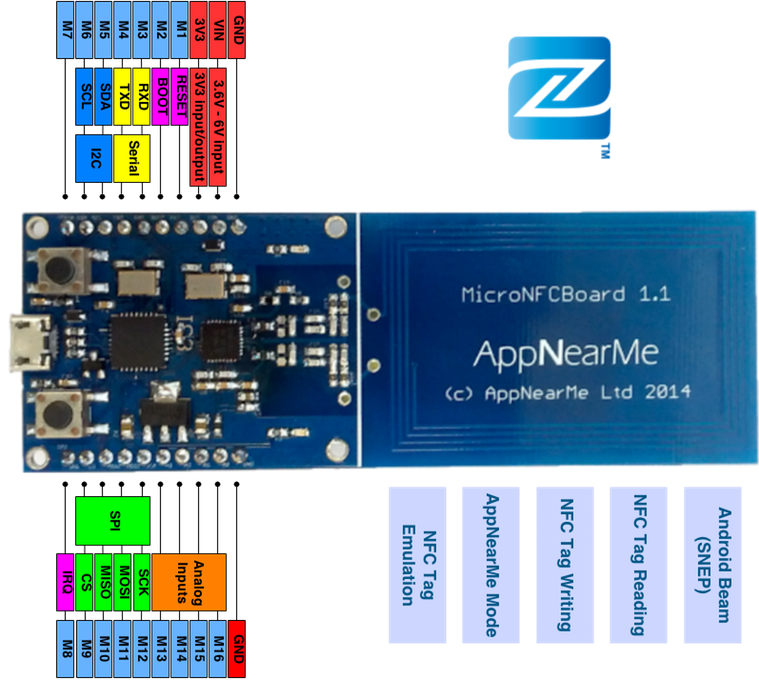 M7
M6
M5
M4
M3
M2
M1
3V3
VIN
GND
SCL
SDA
TXD
RXD
BOOT
RESET
3V3 input/output
3.6V - 6V input
I2C
Serial
TM
MicroNFCBoard 1.1
AppNearMe
(c) AppNearMe Ltd 2014
SPI
Analog
Inputs
IRQ
CS
MISO
MOSI
SCK
M8
M9
M10
M11
M12
M13
M14
M15
M16
GND
NFC Tag
Emulation
AppNearMe Mode
NFC Tag Writing
NFC Tag Reading
Android Beam
(SNEP)